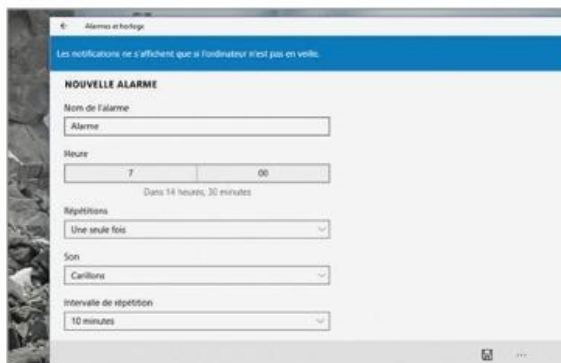 Alarmes et horloge
Les notifications ne s'affichent que si l'ordinateur n'est pas en veille.
NOUVELLE ALARME
Nom de l'alarme
Alarme
Heure
7 00
Dans 14 heures, 30 minutes
Répétitions
Une seule fois
Son
Carillons
Intervalle de répétition
10 minutes
...